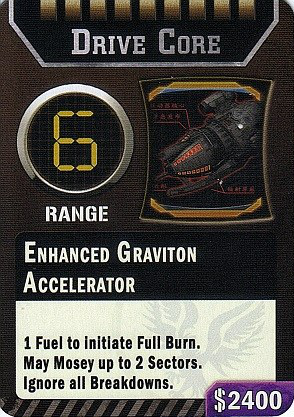 DRIVE CORE
6
RANGE
ENHANCED GRAVITON
ACCELERATOR
1 Fuel to initiate Full Burn.
May Mosey up to 2 Sectors.
Ignore all Breakdowns.
$2400